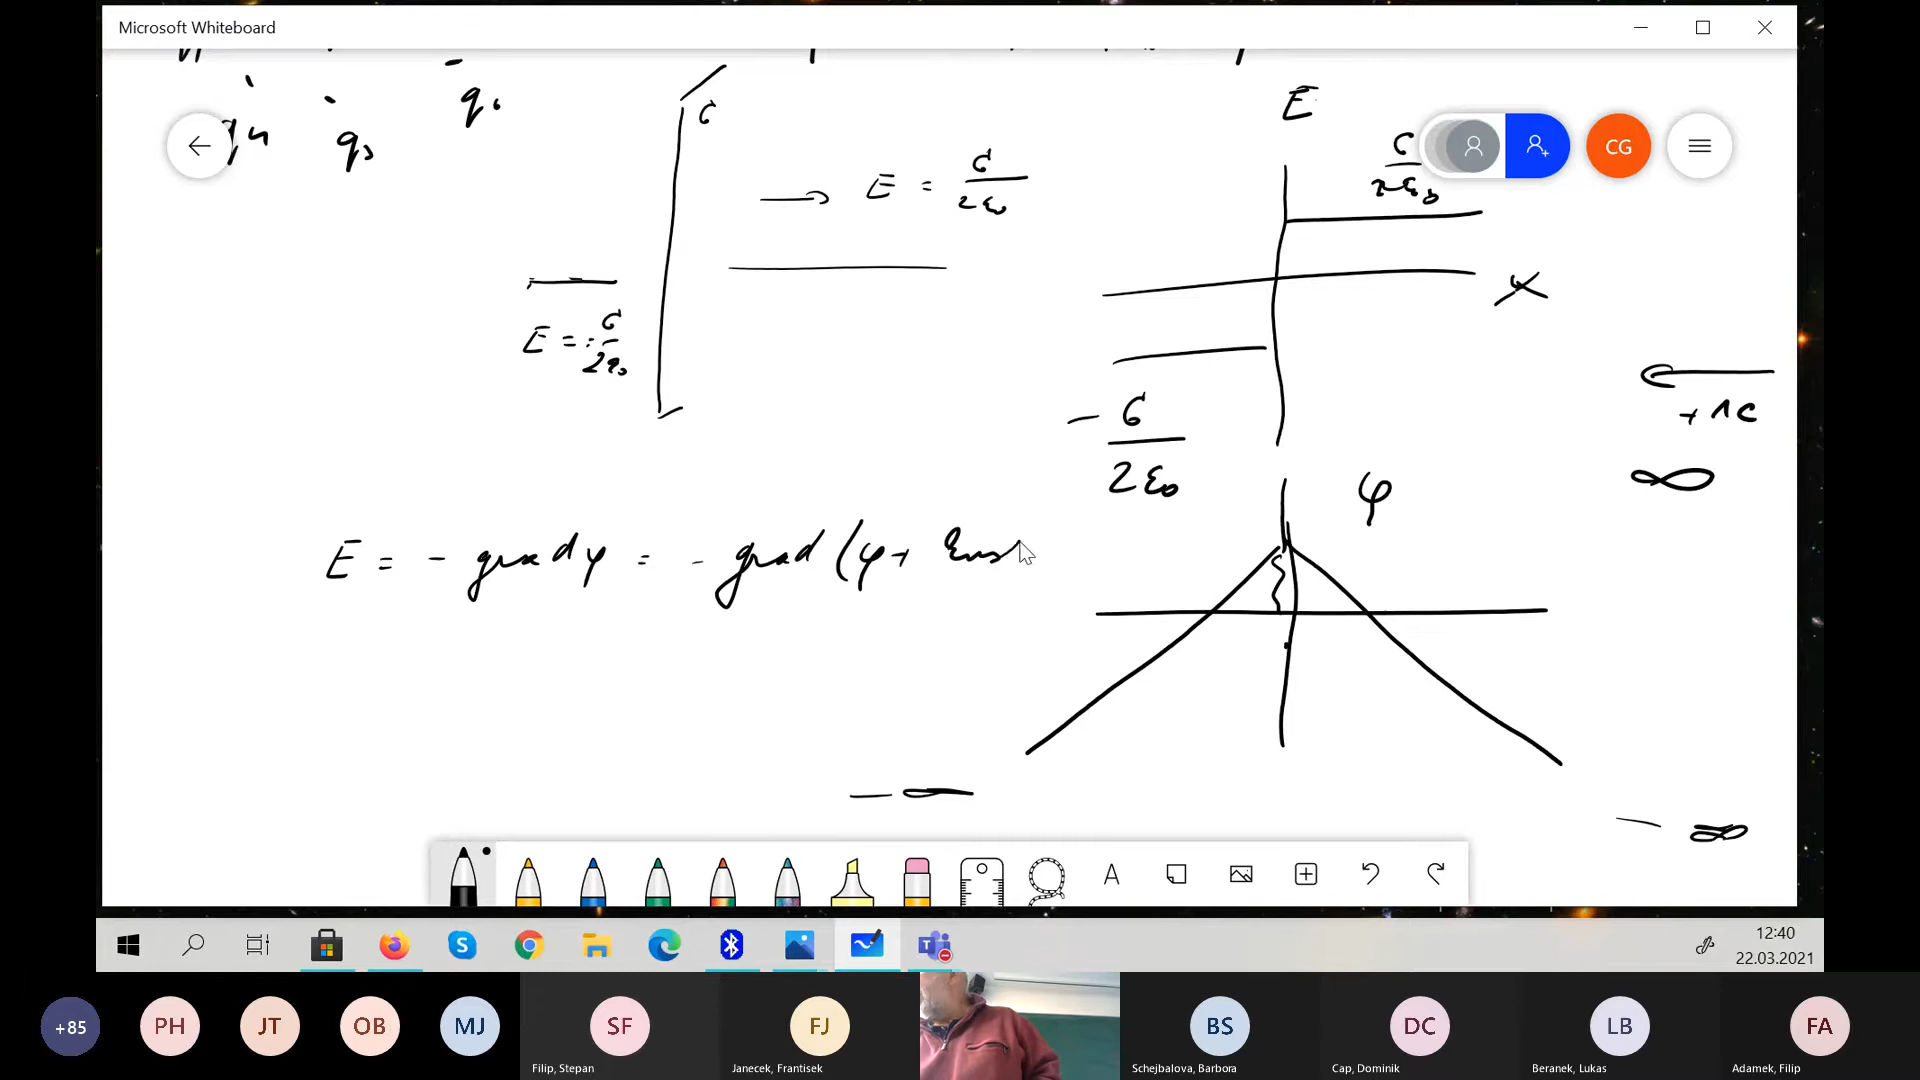 Microsoft Whiteboard
E
σ
q
q₃
→ E = σ/2ε₀
σ/2ε₀
CG
x
E = -σ/2ε₀
- σ/2ε₀
+ 1C
∞
φ
E = - grad φ = - grad (φ + konst
- ∞
- ∞
A
12:40
22.03.2021
+85
PH
JT
OB
MJ
SF
FJ
BS
DC
LB
FA
Filip, Stepan
Janecek, Frantisek
Schejbalova, Barbora
Cap, Dominik
Beranek, Lukas
Adamek, Filip